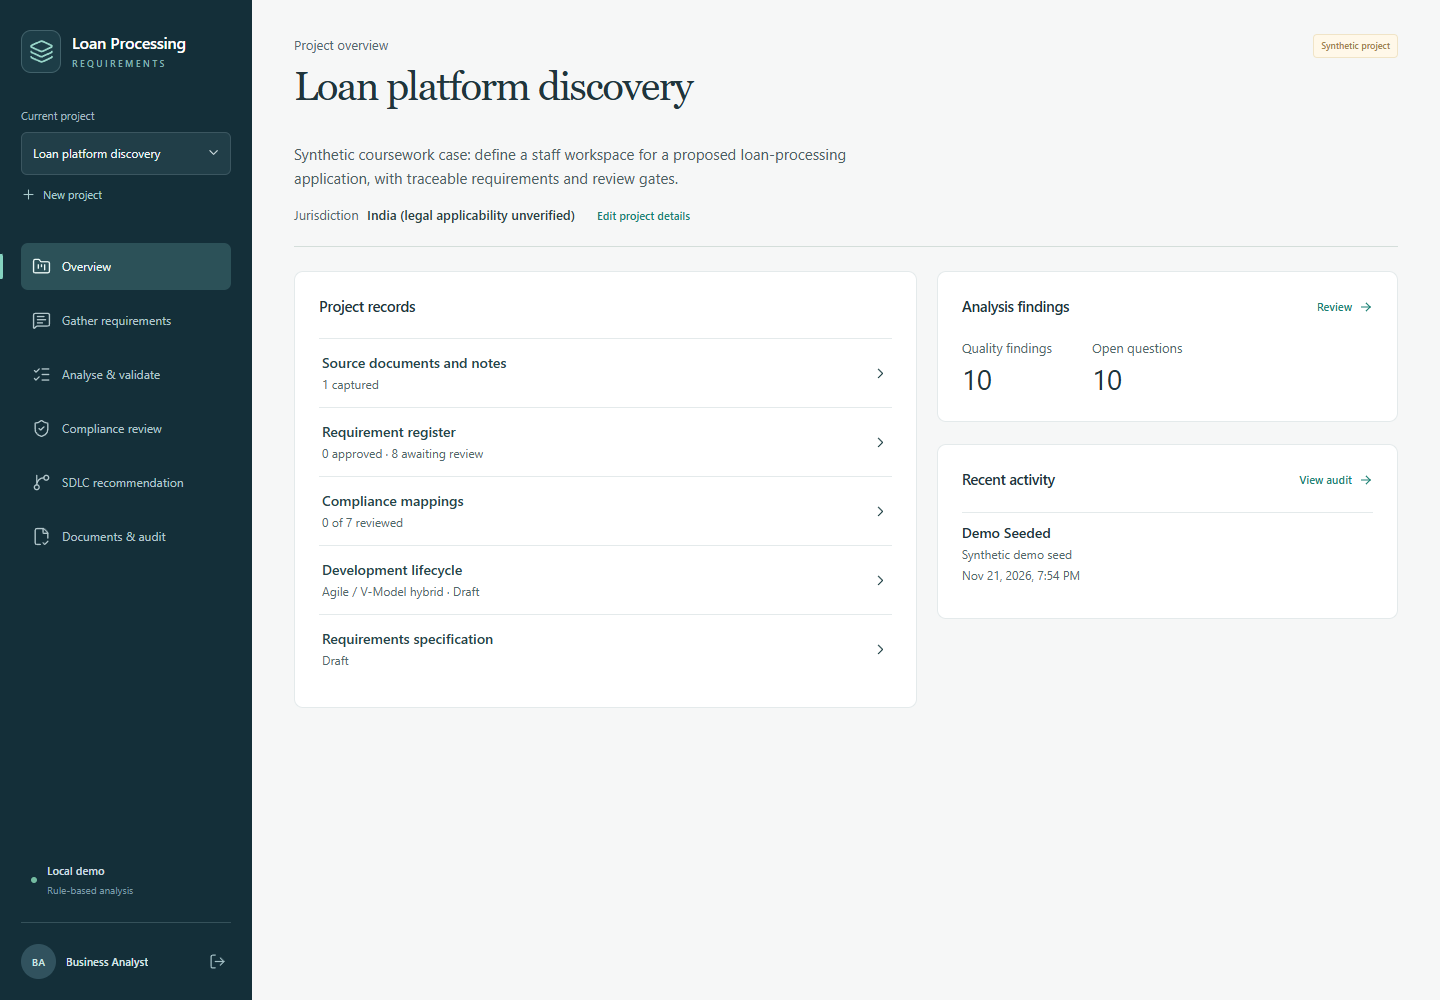 Loan Processing
REQUIREMENTS
Current project
Loan platform discovery
New project
Overview
Gather requirements
Analyse & validate
Compliance review
SDLC recommendation
Documents & audit
Local demo
Rule-based analysis
BA
Business Analyst
Project overview
Synthetic project
Loan platform discovery
Synthetic coursework case: define a staff workspace for a proposed loan-processing
application, with traceable requirements and review gates.
Jurisdiction India (legal applicability unverified) Edit project details
Project records
Source documents and notes
1 captured
Requirement register
0 approved · 8 awaiting review
Compliance mappings
0 of 7 reviewed
Development lifecycle
Agile / V-Model hybrid · Draft
Requirements specification
Draft
Analysis findings
Review
Quality findings Open questions
10 10
Recent activity
View audit
Demo Seeded
Synthetic demo seed
Nov 21, 2026, 7:54 PM